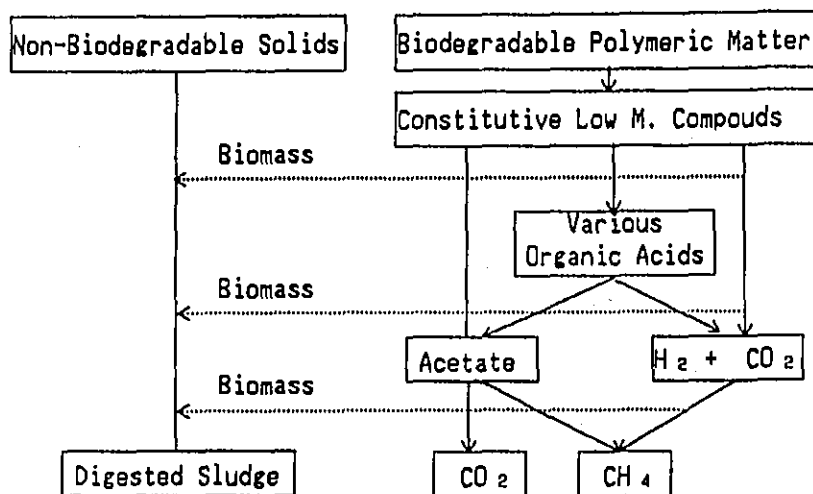 Non-Biodegradable Solids
Biodegradable Polymeric Matter
Constitutive Low M. Compouds
Biomass
Various
Organic Acids
Biomass
Acetate
H₂ + CO₂
Biomass
Digested Sludge
CO₂
CH₄